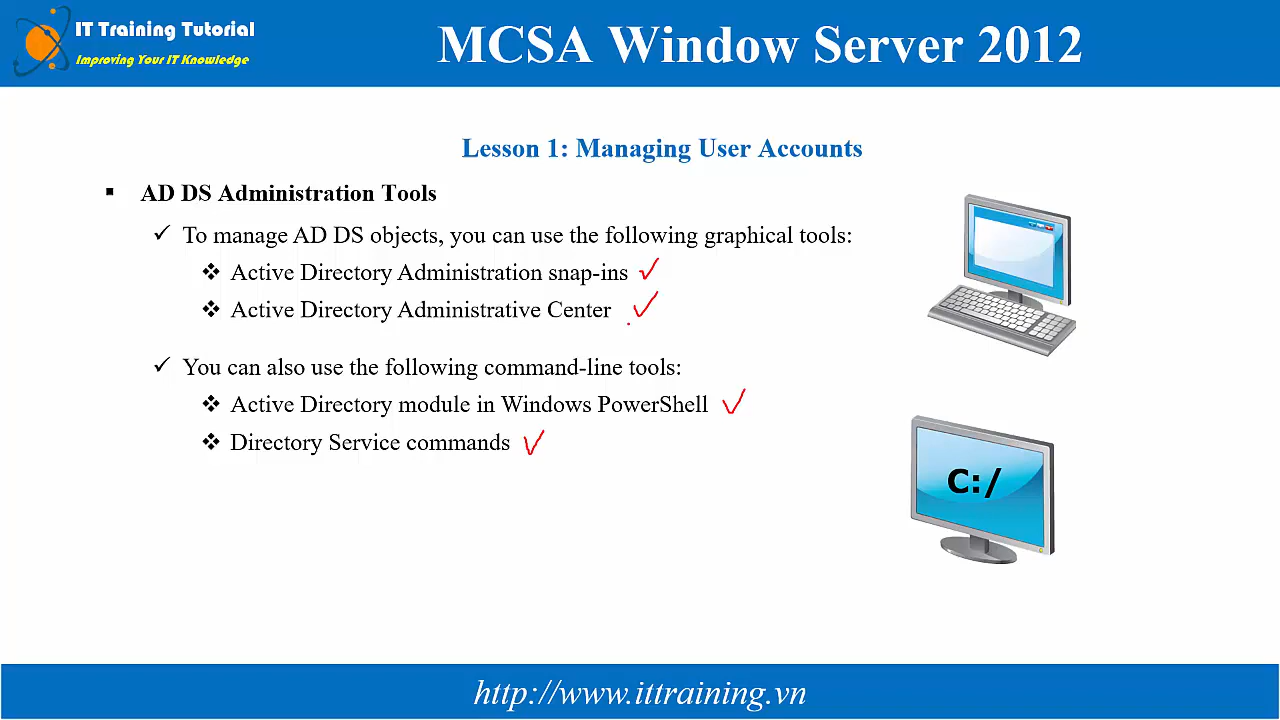 IT Training Tutorial
Improving Your IT Knowledge
MCSA Window Server 2012
Lesson 1: Managing User Accounts
AD DS Administration Tools
To manage AD DS objects, you can use the following graphical tools:
Active Directory Administration snap-ins
Active Directory Administrative Center
You can also use the following command-line tools:
Active Directory module in Windows PowerShell
Directory Service commands
C:/
http://www.ittraining.vn